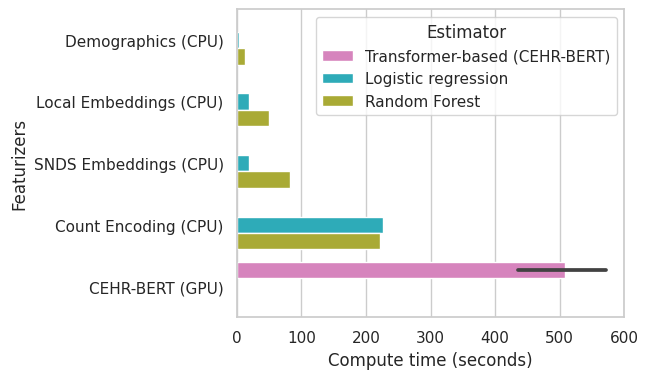 Estimator
Transformer-based (CEHR-BERT)
Logistic regression
Random Forest
Featurizers
Demographics (CPU)
Local Embeddings (CPU)
SNDS Embeddings (CPU)
Count Encoding (CPU)
CEHR-BERT (GPU)
0 100 200 300 400 500 600
Compute time (seconds)